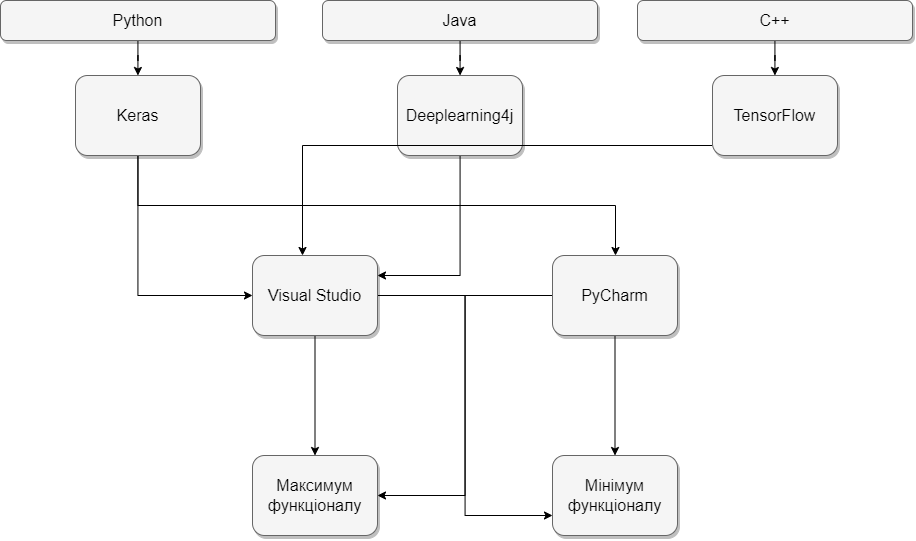 Python
Java
C++
Keras
Deeplearning4j
TensorFlow
Visual Studio
PyCharm
Максимум
функціоналу
Мінімум
функціоналу